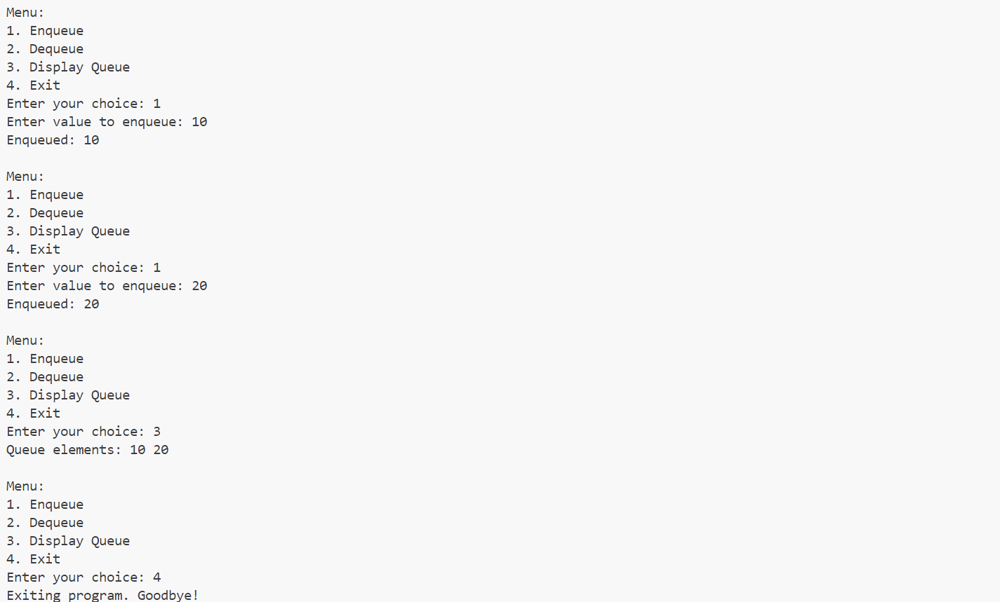 Menu:
1. Enqueue
2. Dequeue
3. Display Queue
4. Exit
Enter your choice: 1
Enter value to enqueue: 10
Enqueued: 10
Menu:
1. Enqueue
2. Dequeue
3. Display Queue
4. Exit
Enter your choice: 1
Enter value to enqueue: 20
Enqueued: 20
Menu:
1. Enqueue
2. Dequeue
3. Display Queue
4. Exit
Enter your choice: 3
Queue elements: 10 20
Menu:
1. Enqueue
2. Dequeue
3. Display Queue
4. Exit
Enter your choice: 4
Exiting program. Goodbye!